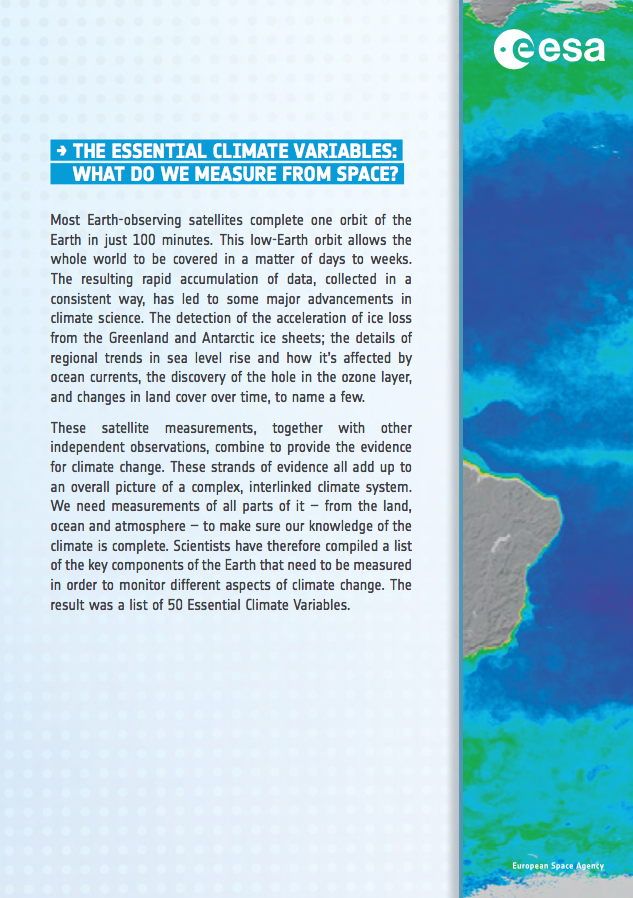 esa
→ THE ESSENTIAL CLIMATE VARIABLES:
WHAT DO WE MEASURE FROM SPACE?
Most Earth-observing satellites complete one orbit of the
Earth in just 100 minutes. This low-Earth orbit allows the
whole world to be covered in a matter of days to weeks.
The resulting rapid accumulation of data, collected in a
consistent way, has led to some major advancements in
climate science. The detection of the acceleration of ice loss
from the Greenland and Antarctic ice sheets; the details of
regional trends in sea level rise and how it's affected by
ocean currents, the discovery of the hole in the ozone layer,
and changes in land cover over time, to name a few.
These satellite measurements, together with other
independent observations, combine to provide the evidence
for climate change. These strands of evidence all add up to
an overall picture of a complex, interlinked climate system.
We need measurements of all parts of it – from the land,
ocean and atmosphere – to make sure our knowledge of the
climate is complete. Scientists have therefore compiled a list
of the key components of the Earth that need to be measured
in order to monitor different aspects of climate change. The
result was a list of 50 Essential Climate Variables.
European Space Agency